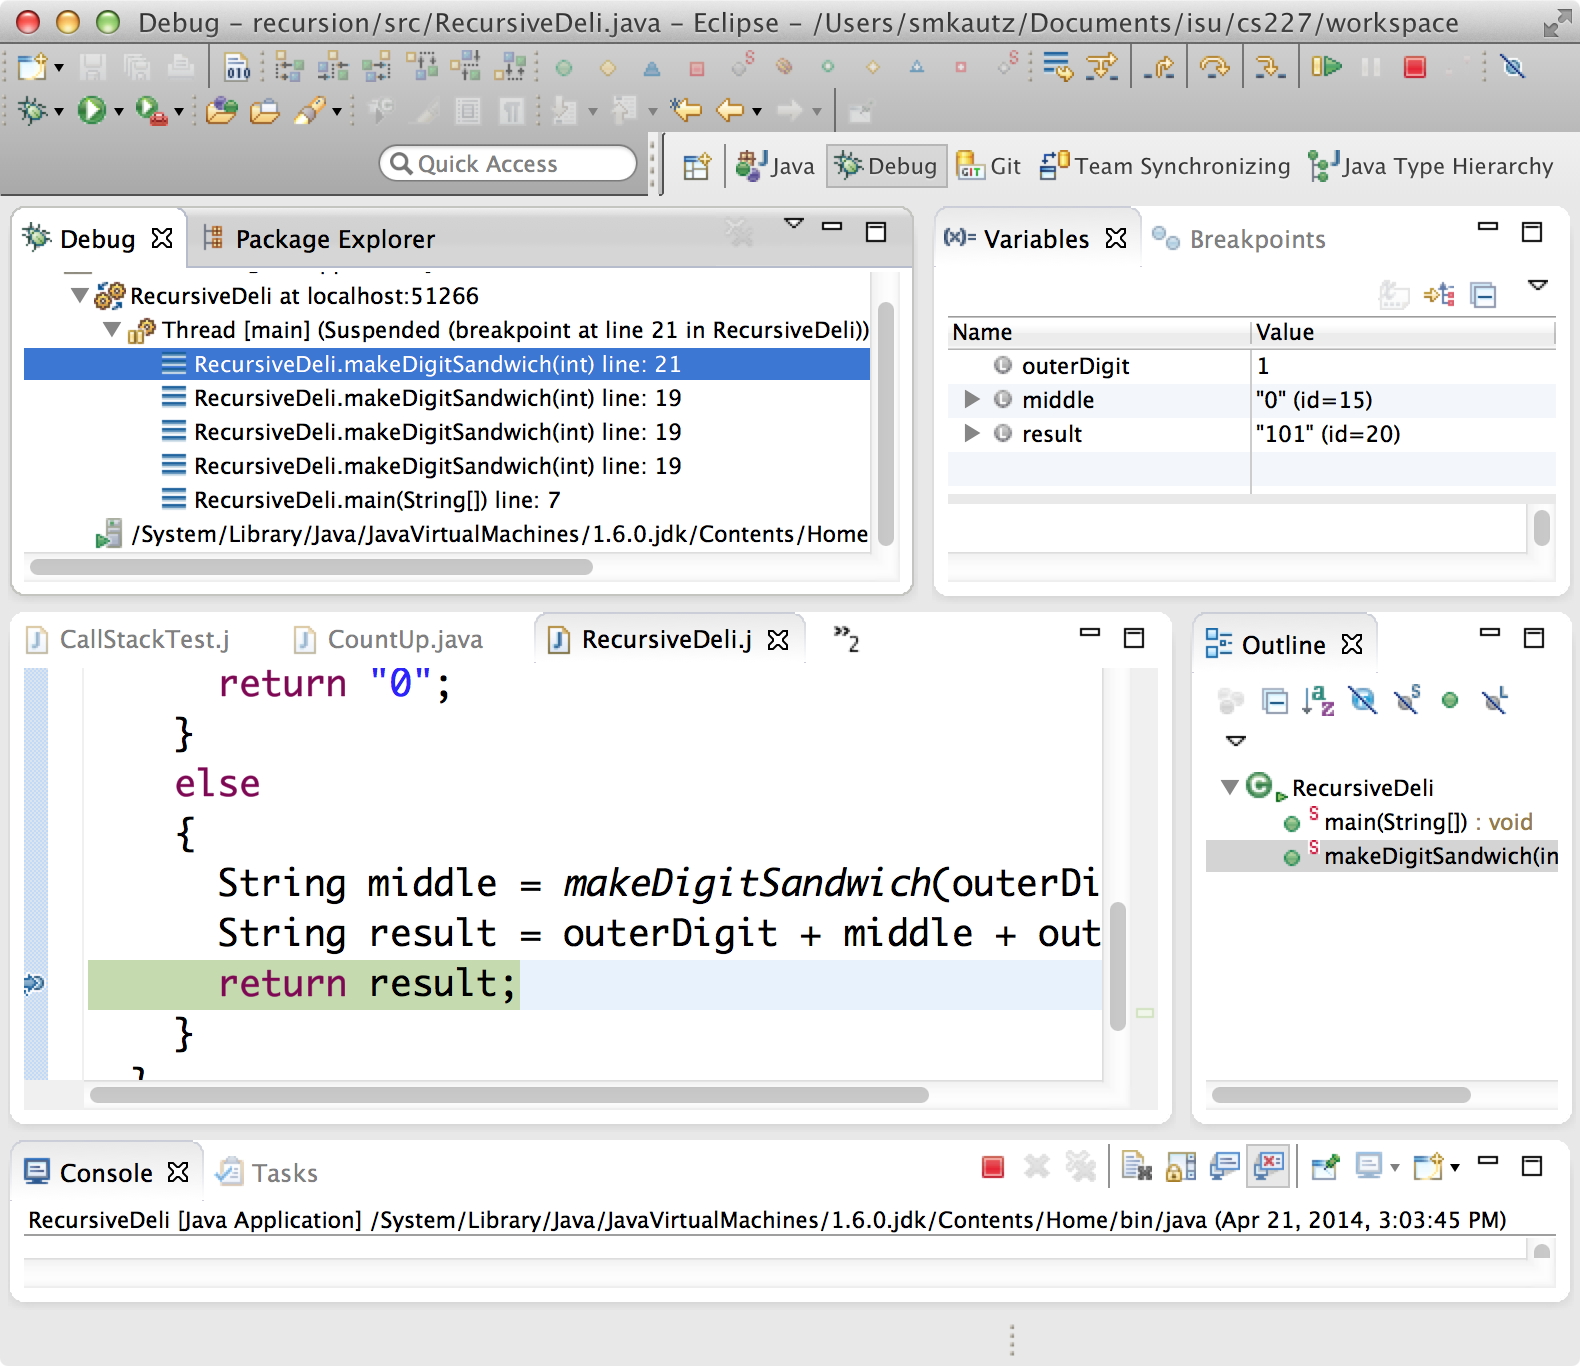 Debug – recursion/src/RecursiveDeli.java – Eclipse – /Users/smkautz/Documents/isu/cs227/workspace
010
Quick Access
Java
Debug
GIT Git
Team Synchronizing
Java Type Hierarchy
Debug
Package Explorer
RecursiveDeli at localhost:51266
Thread [main] (Suspended (breakpoint at line 21 in RecursiveDeli))
RecursiveDeli.makeDigitSandwich(int) line: 21
RecursiveDeli.makeDigitSandwich(int) line: 19
RecursiveDeli.makeDigitSandwich(int) line: 19
RecursiveDeli.makeDigitSandwich(int) line: 19
RecursiveDeli.main(String[]) line: 7
/System/Library/Java/JavaVirtualMachines/1.6.0.jdk/Contents/Home
(x)= Variables
Breakpoints
Name Value
outerDigit 1
middle "0" (id=15)
result "101" (id=20)
CallStackTest.j
CountUp.java
RecursiveDeli.j
»2
return "0";
}
else
{
String middle = makeDigitSandwich(outerDi
String result = outerDigit + middle + out
return result;
}
Outline
RecursiveDeli
main(String[]) : void
makeDigitSandwich(in
Console
Tasks
RecursiveDeli [Java Application] /System/Library/Java/JavaVirtualMachines/1.6.0.jdk/Contents/Home/bin/java (Apr 21, 2014, 3:03:45 PM)